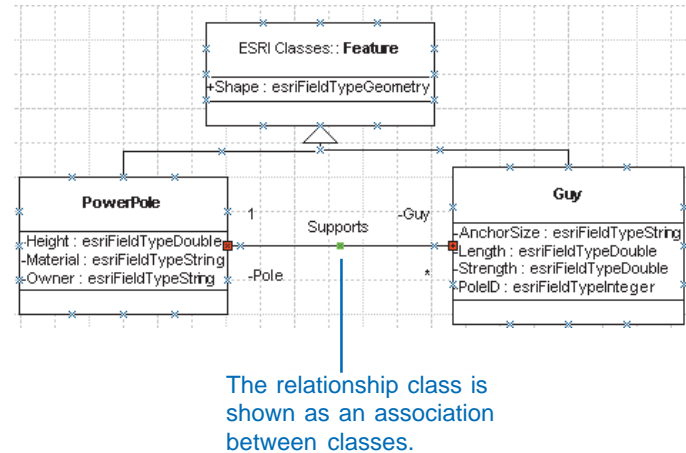 ESRI Classes:: Feature
+Shape : esriFieldTypeGeometry
PowerPole
-Height : esriFieldTypeDouble
-Material : esriFieldTypeString
-Owner : esriFieldTypeString
1
Supports
-Guy
-Pole
*
Guy
-AnchorSize : esriFieldTypeString
-Length : esriFieldTypeDouble
-Strength : esriFieldTypeDouble
-PoleID : esriFieldTypeInteger
The relationship class is
shown as an association
between classes.